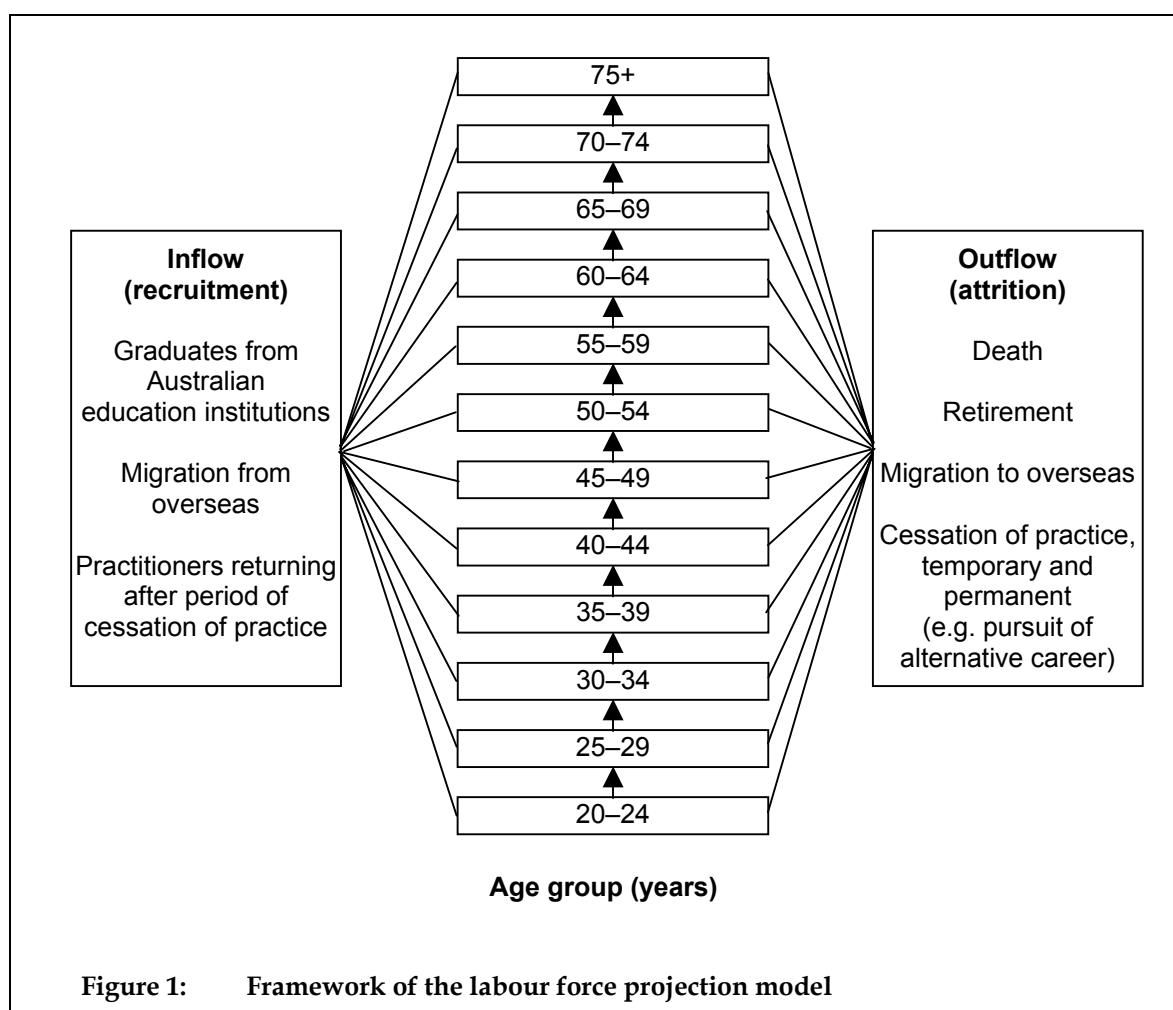 75+
70–74
65–69
60–64
55–59
50–54
45–49
40–44
35–39
30–34
25–29
20–24
Age group (years)
Inflow
(recruitment)
Graduates from
Australian
education institutions
Migration from
overseas
Practitioners returning
after period of
cessation of practice
Outflow
(attrition)
Death
Retirement
Migration to overseas
Cessation of practice,
temporary and
permanent
(e.g. pursuit of
alternative career)
Figure 1: Framework of the labour force projection model